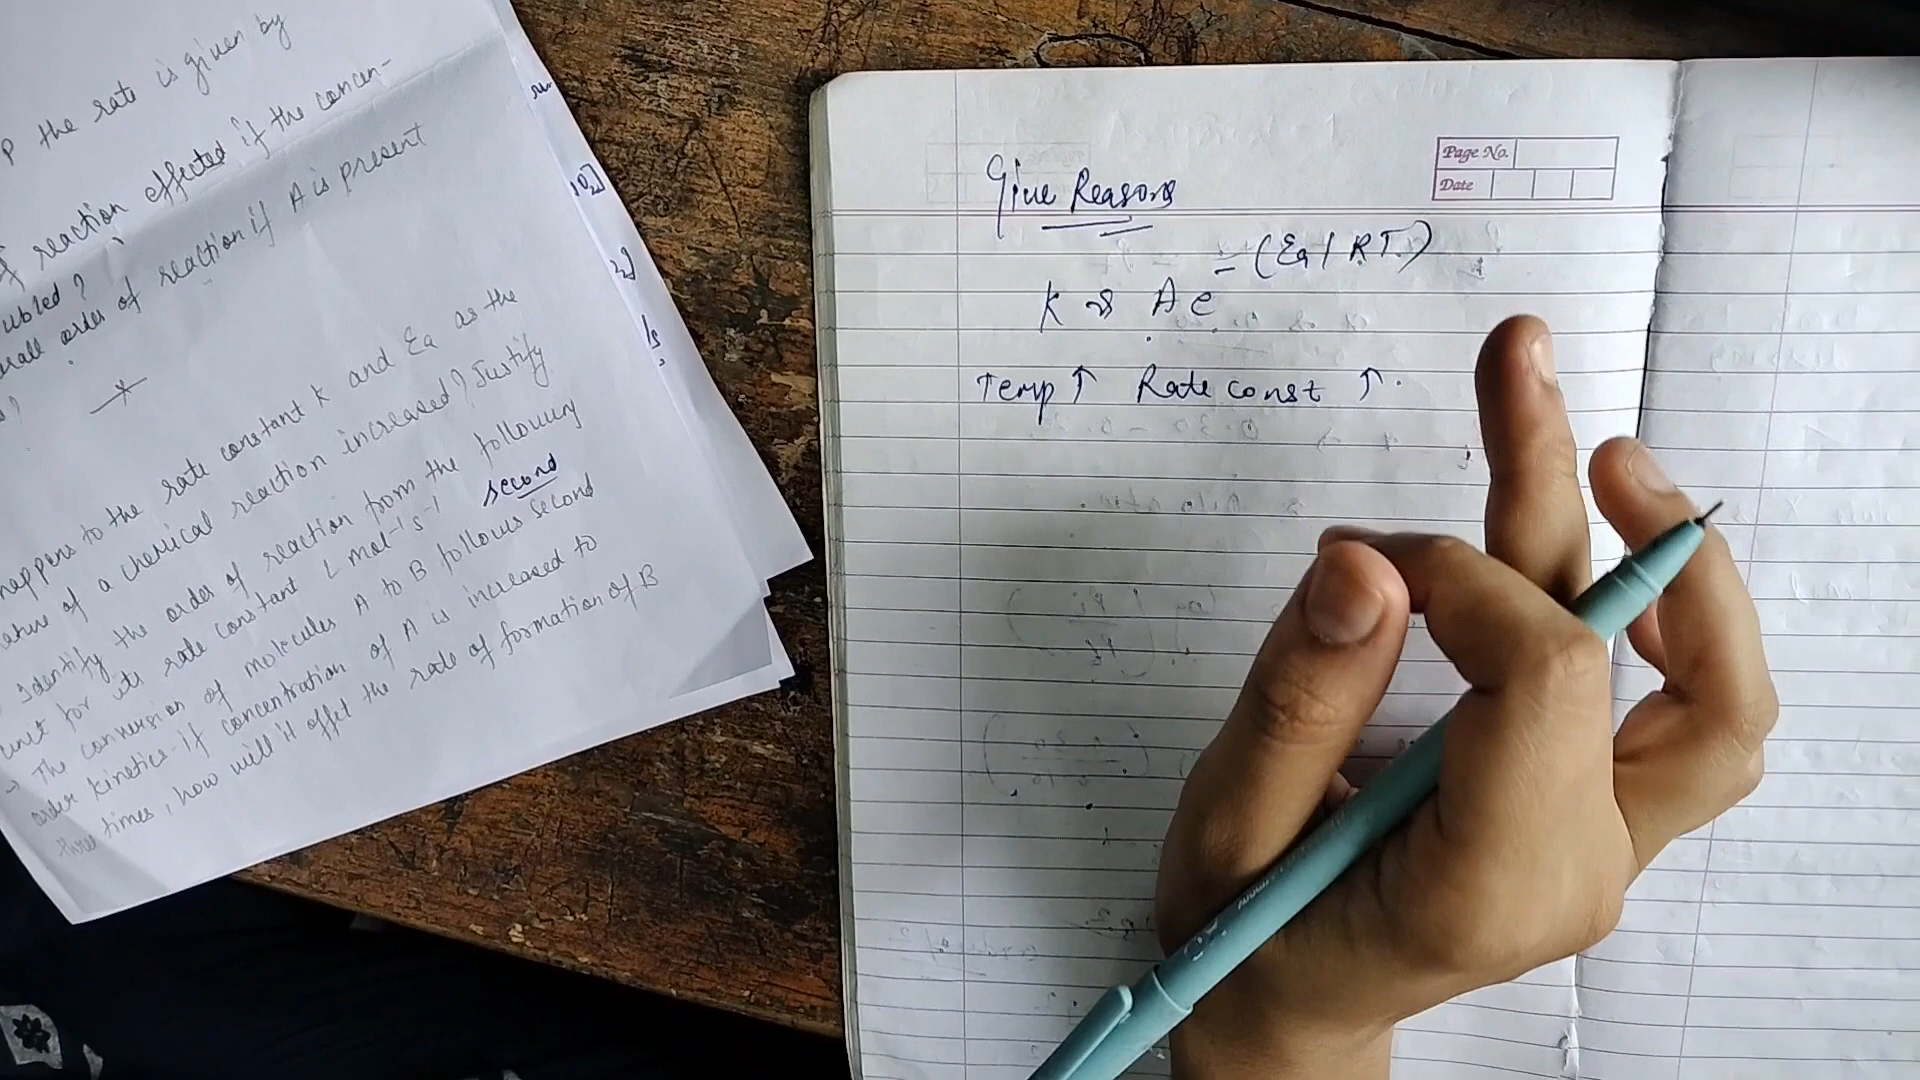 P the rate is given by
reaction effected if the concen-
ubled ?
order of reaction if A is present
happens to the rate constant K and Ea as the
ature of a chemical reaction increased ? Justify
Identify the order of reaction from the following
unit for its rate constant L mol⁻¹s⁻¹ second
→ The conversion of molecules A to B follows second
order kinetics. if concentration of A is increased to
three times, how will it affet the rate of formation of B
Give Reasons
Page No.
Date
- (Ea / RT)
K = A e
Temp ↑ Rate const ↑.